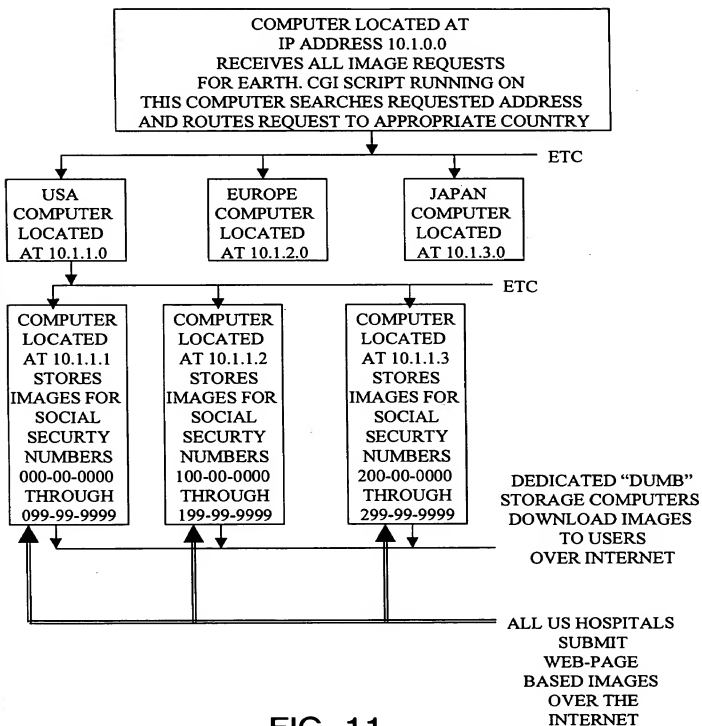 COMPUTER LOCATED AT
IP ADDRESS 10.1.0.0
RECEIVES ALL IMAGE REQUESTS
FOR EARTH. CGI SCRIPT RUNNING ON
THIS COMPUTER SEARCHES REQUESTED ADDRESS
AND ROUTES REQUEST TO APPROPRIATE COUNTRY
ETC
USA
COMPUTER
LOCATED
AT 10.1.1.0
EUROPE
COMPUTER
LOCATED
AT 10.1.2.0
JAPAN
COMPUTER
LOCATED
AT 10.1.3.0
ETC
COMPUTER
LOCATED
AT 10.1.1.1
STORES
IMAGES FOR
SOCIAL
SECURTY
NUMBERS
000-00-0000
THROUGH
099-99-9999
COMPUTER
LOCATED
AT 10.1.1.2
STORES
IMAGES FOR
SOCIAL
SECURTY
NUMBERS
100-00-0000
THROUGH
199-99-9999
COMPUTER
LOCATED
AT 10.1.1.3
STORES
IMAGES FOR
SOCIAL
SECURTY
NUMBERS
200-00-0000
THROUGH
299-99-9999
DEDICATED “DUMB”
STORAGE COMPUTERS
DOWNLOAD IMAGES
TO USERS
OVER INTERNET
ALL US HOSPITALS
SUBMIT
WEB-PAGE
BASED IMAGES
OVER THE
INTERNET
FIG. 11